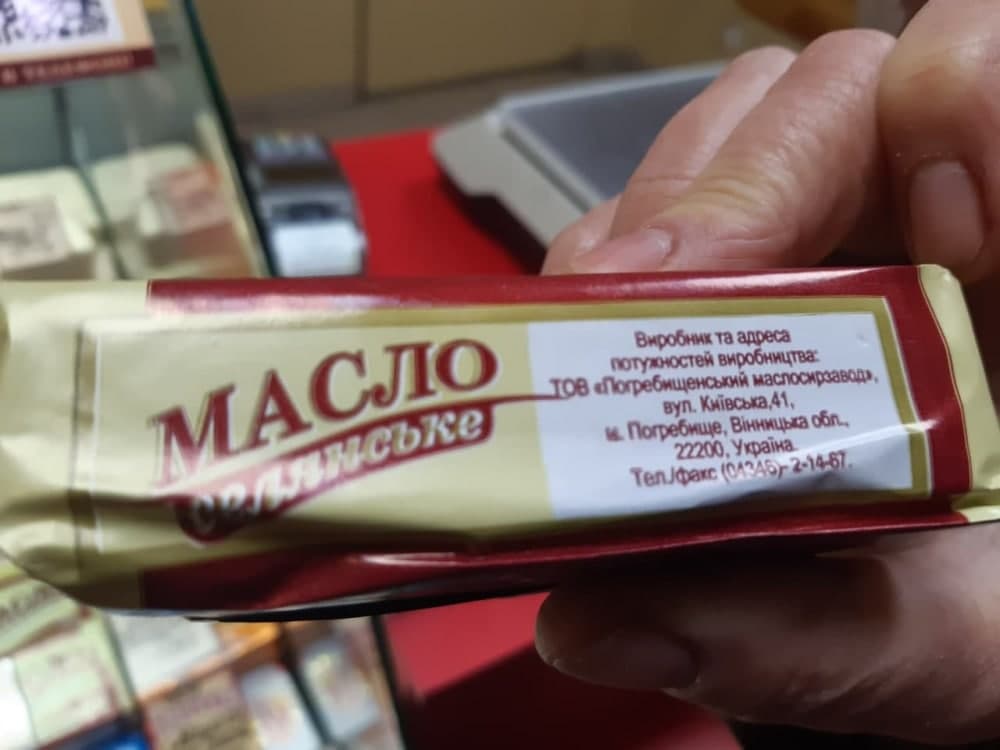 МАСЛО
селянське
Виробник та адреса
потужностей виробництва:
ТОВ «Погребищенський маслосирзавод»,
вул. Київська,41,
м. Погребище, Вінницька обл.,
22200, Україна.
Тел./факс (04346)- 2-14-67.